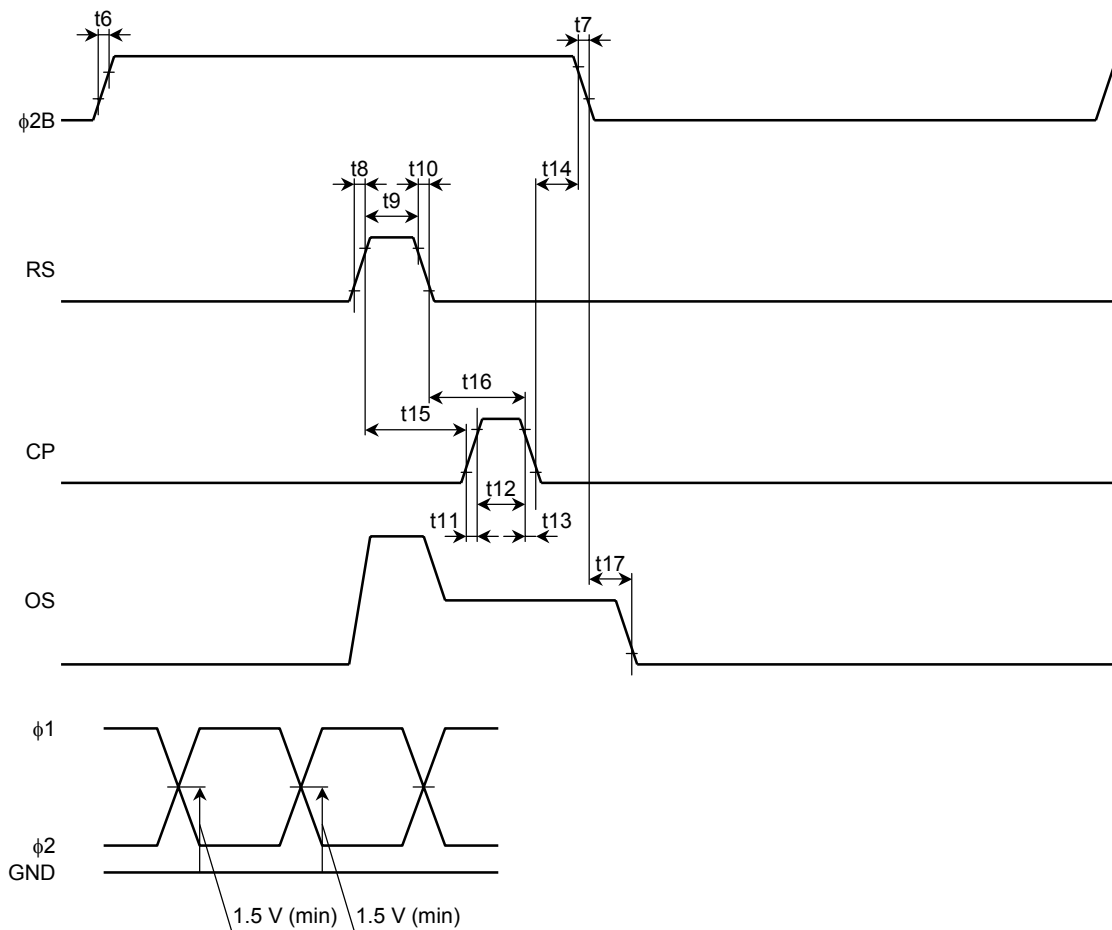 t6
t7
ϕ2B
t8
t10
t14
t9
RS
t16
t15
CP
t12
t11
t13
t17
OS
ϕ1
ϕ2
GND
1.5 V (min)
1.5 V (min)